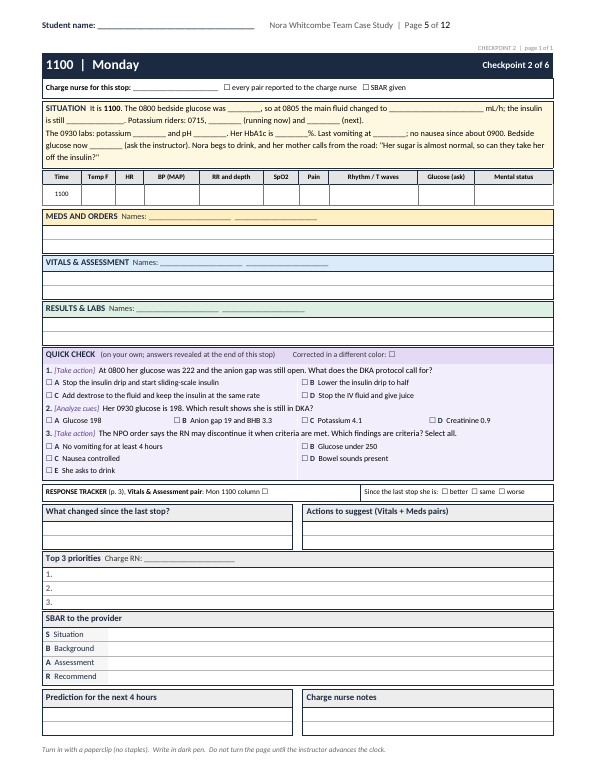 Student name: ____________________ Nora Whitcombe Team Case Study | Page 5 of 12
CHECKPOINT 2 | page 1 of 1
1100 | Monday Checkpoint 2 of 6
Charge nurse for this stop: ____________________ ☐ every pair reported to the charge nurse ☐ SBAR given
SITUATION It is 1100. The 0800 bedside glucose was ________, so at 0805 the main fluid changed to ____________________ mL/h; the insulin
is still ______________. Potassium riders: 0715, ________ (running now) and ________ (next).
The 0930 labs: potassium ________ and pH ________. Her HbA1c is ________%. Last vomiting at ________; no nausea since about 0900. Bedside
glucose now ________ (ask the instructor). Nora begins to drink, and her mother calls from the road: "Her sugar is almost normal, so can they take her
off the insulin?"
Time Temp F HR BP (MAP) RR and depth SpO2 Pain Rhythm / T waves Glucose (ask) Mental status
1100
MEDS AND ORDERS Names: ____________________ ____________________
VITALS & ASSESSMENT Names: ____________________ ____________________
RESULTS & LABS Names: ____________________ ____________________
QUICK CHECK (on your own; answers revealed at the end of this stop) Corrected in a different color: ☐
1. [Take action] At 0800 her glucose was 222 and the anion gap was still open. What does the DKA protocol call for?
☐ A Stop the insulin drip and start sliding-scale insulin ☐ B Lower the insulin drip to half
☐ C Add dextrose to the fluid and keep the insulin at the same rate ☐ D Stop the IV fluid and give juice
2. [Analyze cues] Her 0930 glucose is 198. Which result shows she is still in DKA?
☐ A Glucose 198 ☐ B Anion gap 19 and BHB 3.3 ☐ C Potassium 4.1 ☐ D Creatinine 0.9
3. [Take action] The NPO order says the RN may discontinue it when criteria are met. Which findings are criteria? Select all.
☐ A No vomiting for at least 4 hours ☐ B Glucose under 250
☐ C Nausea controlled ☐ D Bowel sounds present
☐ E She asks to drink
RESPONSE TRACKER (p. 3), Vitals & Assessment pair: Mon 1100 column ☐ Since the last stop she is: ☐ better ☐ same ☐ worse
What changed since the last stop? Actions to suggest (Vitals + Meds pairs)
Top 3 priorities Charge RN: ____________________
1.
2.
3.
SBAR to the provider
S Situation
B Background
A Assessment
R Recommend
Prediction for the next 4 hours Charge nurse notes
Turn in with a paperclip (no staples). Write in dark pen. Do not turn the page until the instructor advances the clock.